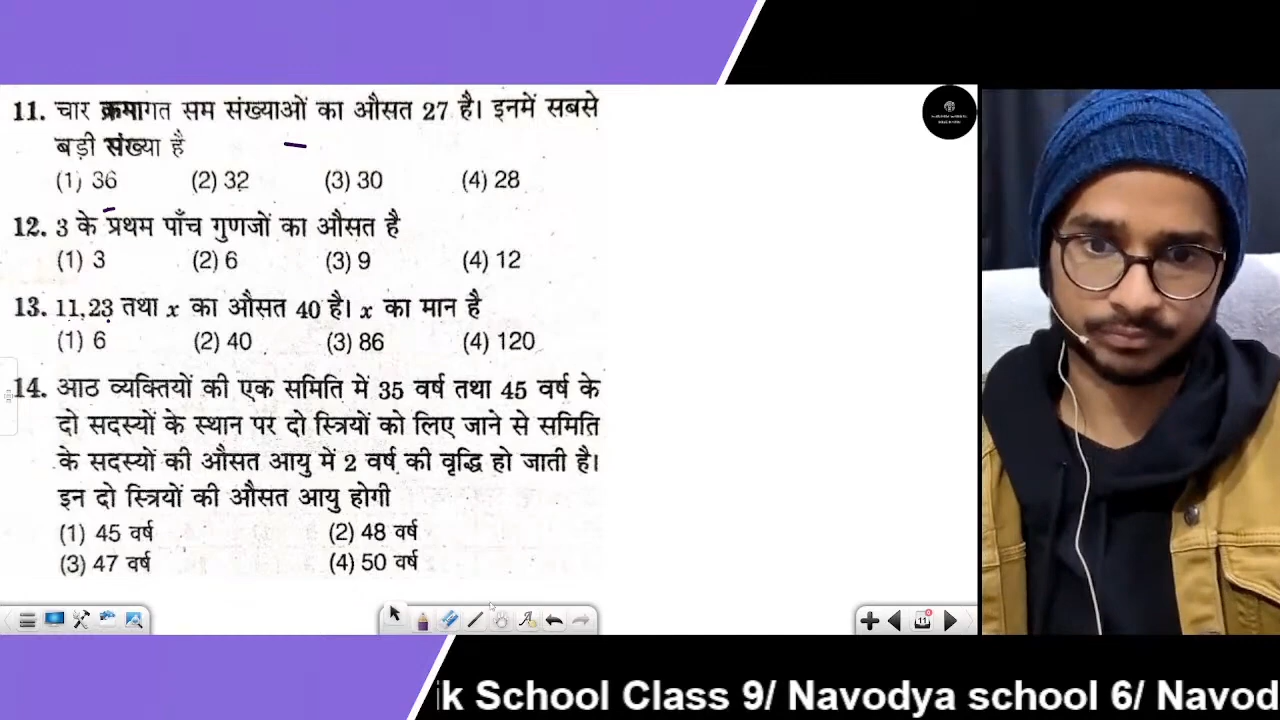 11. चार क्रमागत सम संख्याओं का औसत 27 है। इनमें सबसे
बड़ी संख्या है
(1) 36 (2) 32 (3) 30 (4) 28
12. 3 के प्रथम पाँच गुणजों का औसत है
(1) 3 (2) 6 (3) 9 (4) 12
13. 11,23 तथा x का औसत 40 है। x का मान है
(1) 6 (2) 40 (3) 86 (4) 120
14. आठ व्यक्तियों की एक समिति में 35 वर्ष तथा 45 वर्ष के
दो सदस्यों के स्थान पर दो स्त्रियों को लिए जाने से समिति
के सदस्यों की औसत आयु में 2 वर्ष की वृद्धि हो जाती है।
इन दो स्त्रियों की औसत आयु होगी
(1) 45 वर्ष (2) 48 वर्ष
(3) 47 वर्ष (4) 50 वर्ष
11
ik School Class 9/ Navodya school 6/ Navod